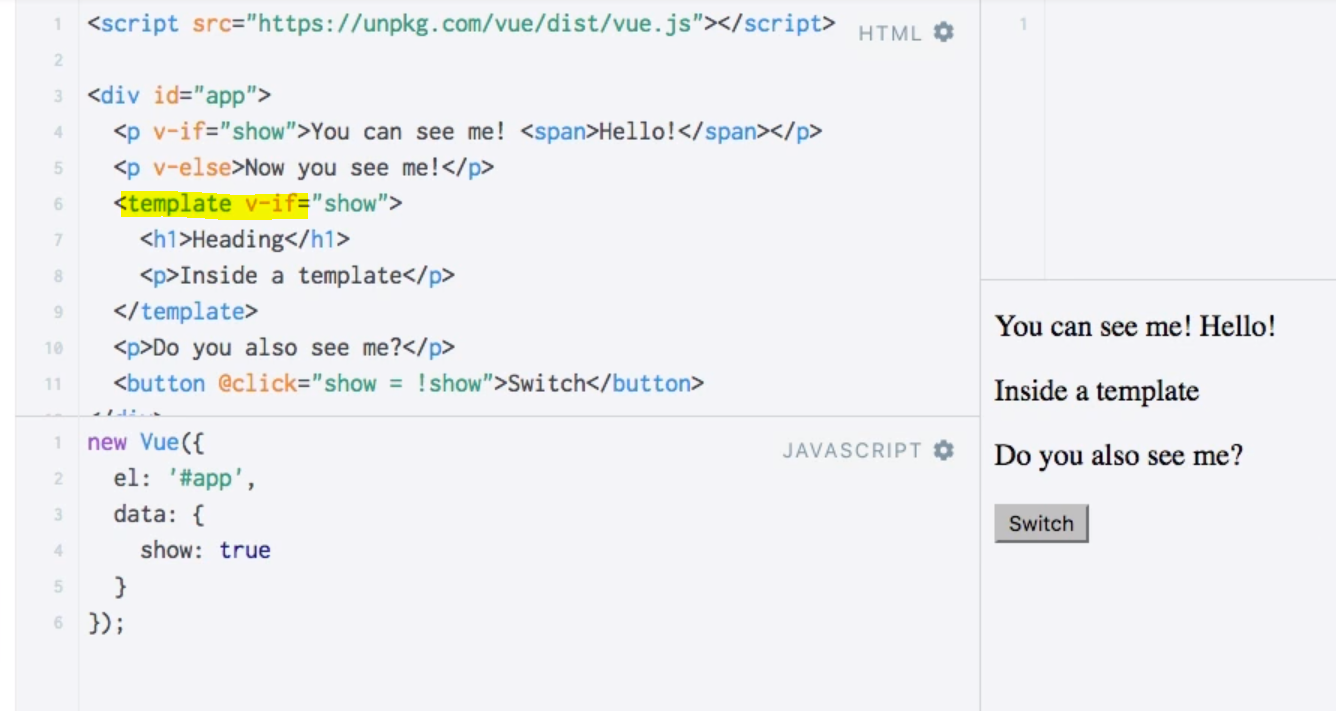 1 <script src="https://unpkg.com/vue/dist/vue.js"></script>
HTML
2
3 <div id="app">
4 <p v-if="show">You can see me! <span>Hello!</span></p>
5 <p v-else>Now you see me!</p>
6 <template v-if="show">
7 <h1>Heading</h1>
8 <p>Inside a template</p>
9 </template>
10 <p>Do you also see me?</p>
11 <button @click="show = !show">Switch</button>
1 new Vue({
JAVASCRIPT
2 el: '#app',
3 data: {
4 show: true
5 }
6 });
1
You can see me! Hello!
Inside a template
Do you also see me?
Switch